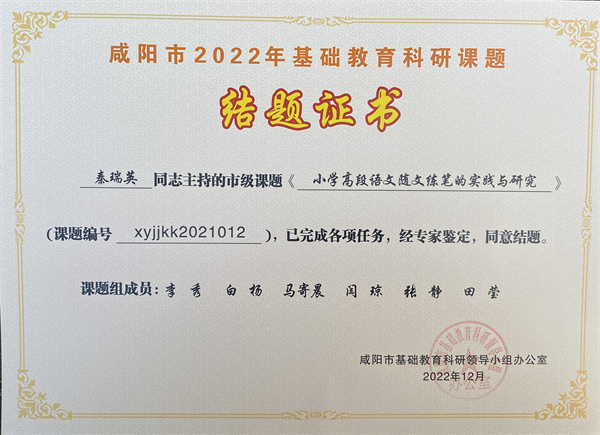 咸阳市2022年基础教育科研课题
结题证书
秦瑞英 同志主持的市级课题《 小学高段语文随文练笔的实践与研究 》
(课题编号 xyjjkk2021012 ),已完成各项任务,经专家鉴定,同意结题。
课题组成员:李秀 白杨 马寄晨 闫琼 张静 田莹
咸阳市基础教育科研领导小组办公室
2022年12月
办公室